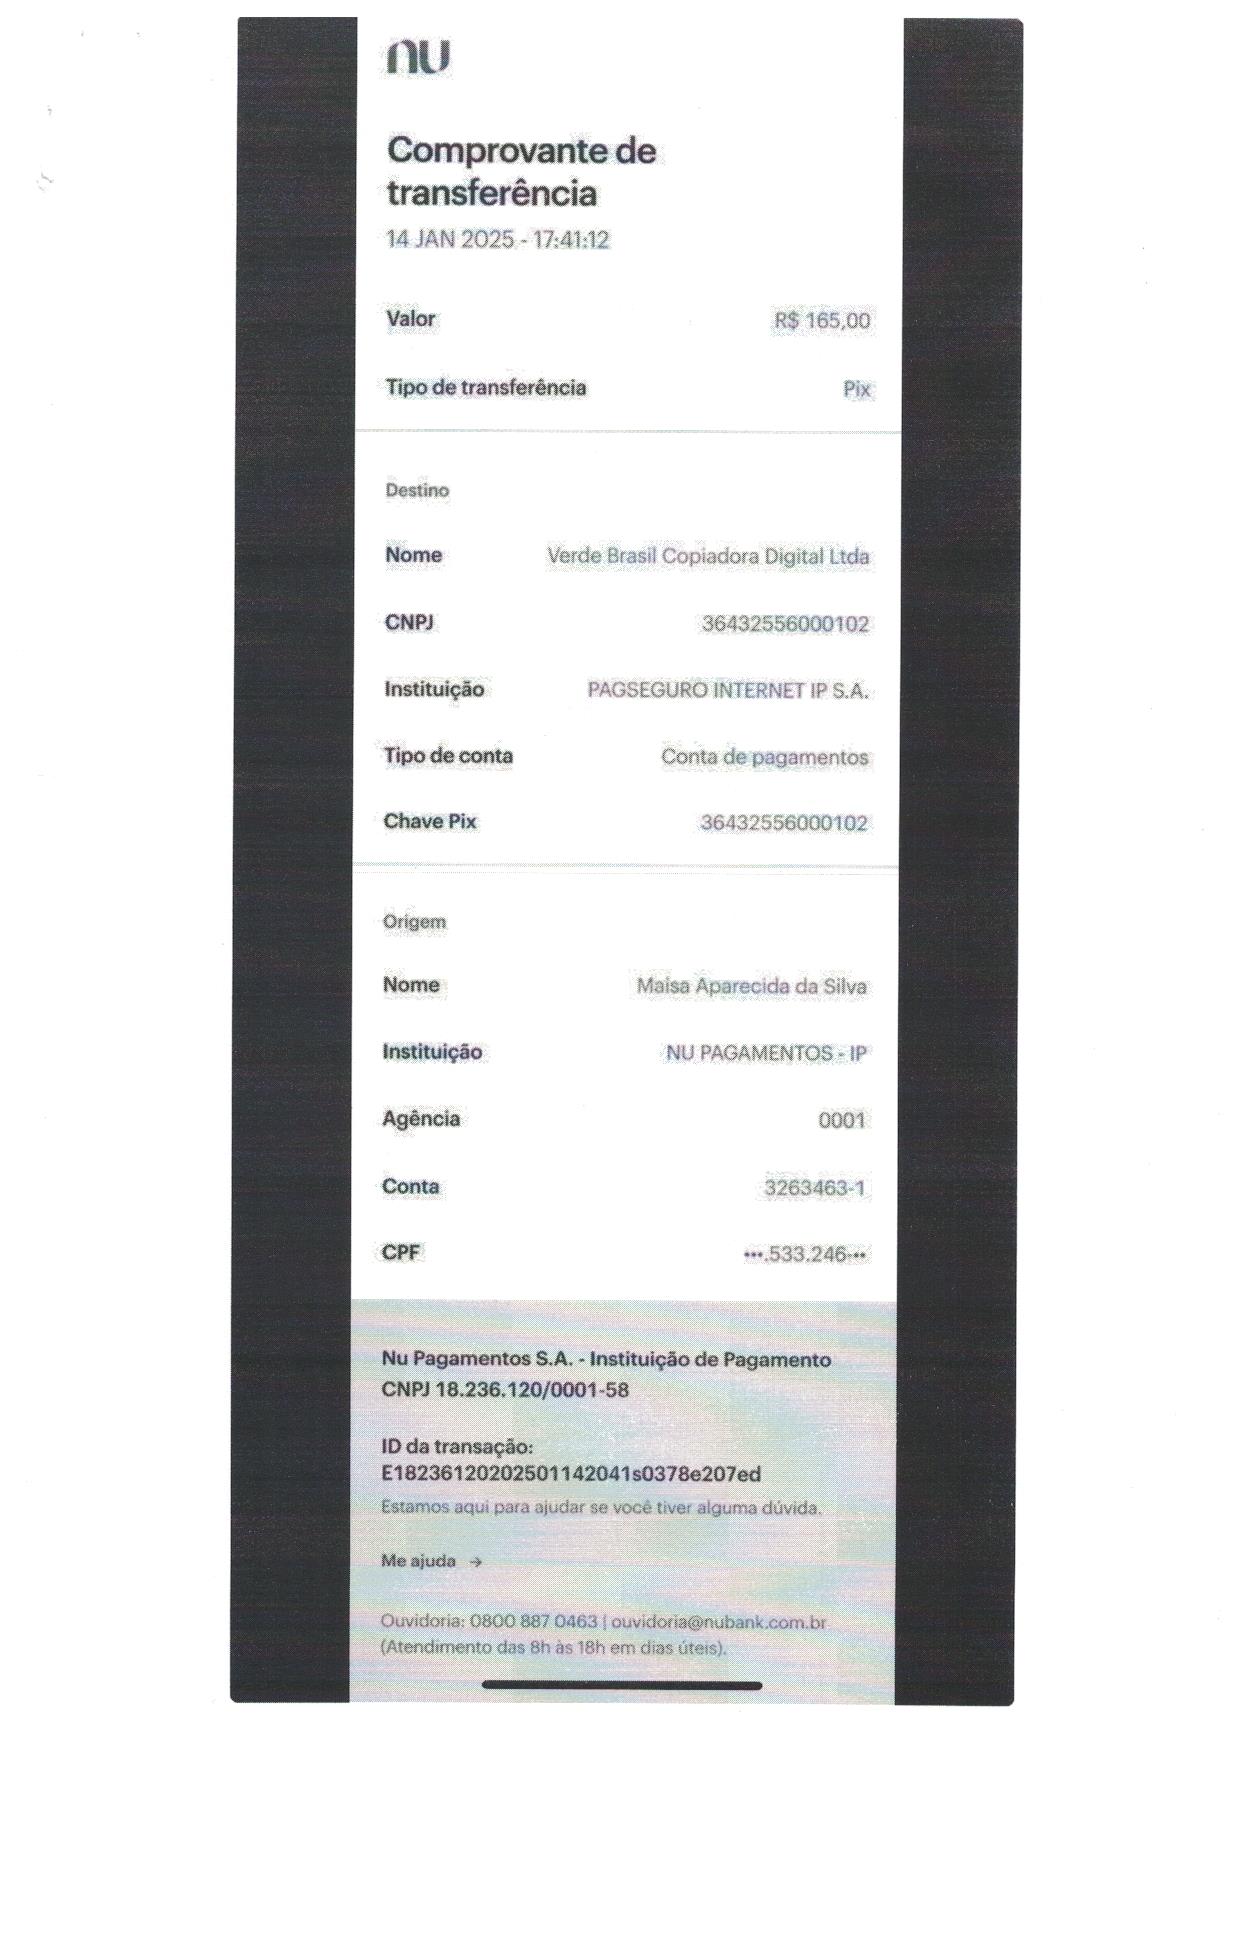 nu
Comprovante de
transferência
14 JAN 2025 - 17:41:12
Valor R$ 165,00
Tipo de transferência Pix
Destino
Nome Verde Brasil Copiadora Digital Ltda
CNPJ 36432556000102
Instituição PAGSEGURO INTERNET IP S.A.
Tipo de conta Conta de pagamentos
Chave Pix 36432556000102
Origem
Nome Maisa Aparecida da Silva
Instituição NU PAGAMENTOS - IP
Agência 0001
Conta 3263463-1
CPF •••.533.246-••
Nu Pagamentos S.A. - Instituição de Pagamento
CNPJ 18.236.120/0001-58
ID da transação:
E18236120202501142041s0378e207ed
Estamos aqui para ajudar se você tiver alguma dúvida.
Me ajuda →
Ouvidoria: 0800 887 0463 | ouvidoria@nubank.com.br
(Atendimento das 8h às 18h em dias úteis).